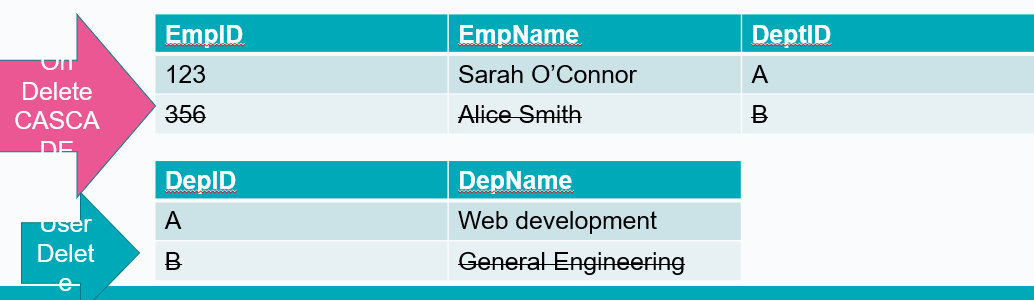 EmpID EmpName DeptID
On
Delete
CASCA
DE
123 Sarah O’Connor A
356 Alice Smith B
DepID DepName
User
Delet
e
A Web development
B General Engineering